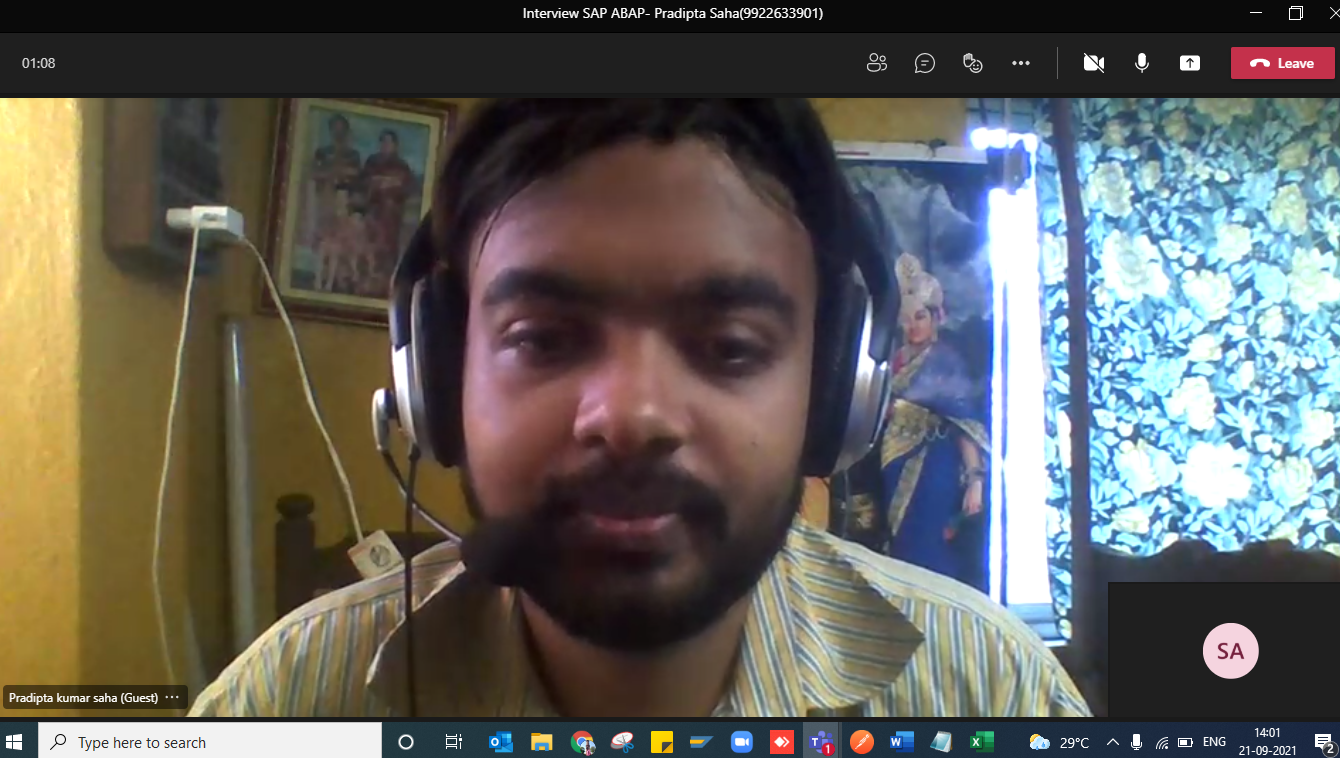 Interview SAP ABAP- Pradipta Saha(9922633901)
01:08
Leave
SA
Pradipta kumar saha (Guest)
Type here to search
1
29°C
ENG
14:01
21-09-2021
2